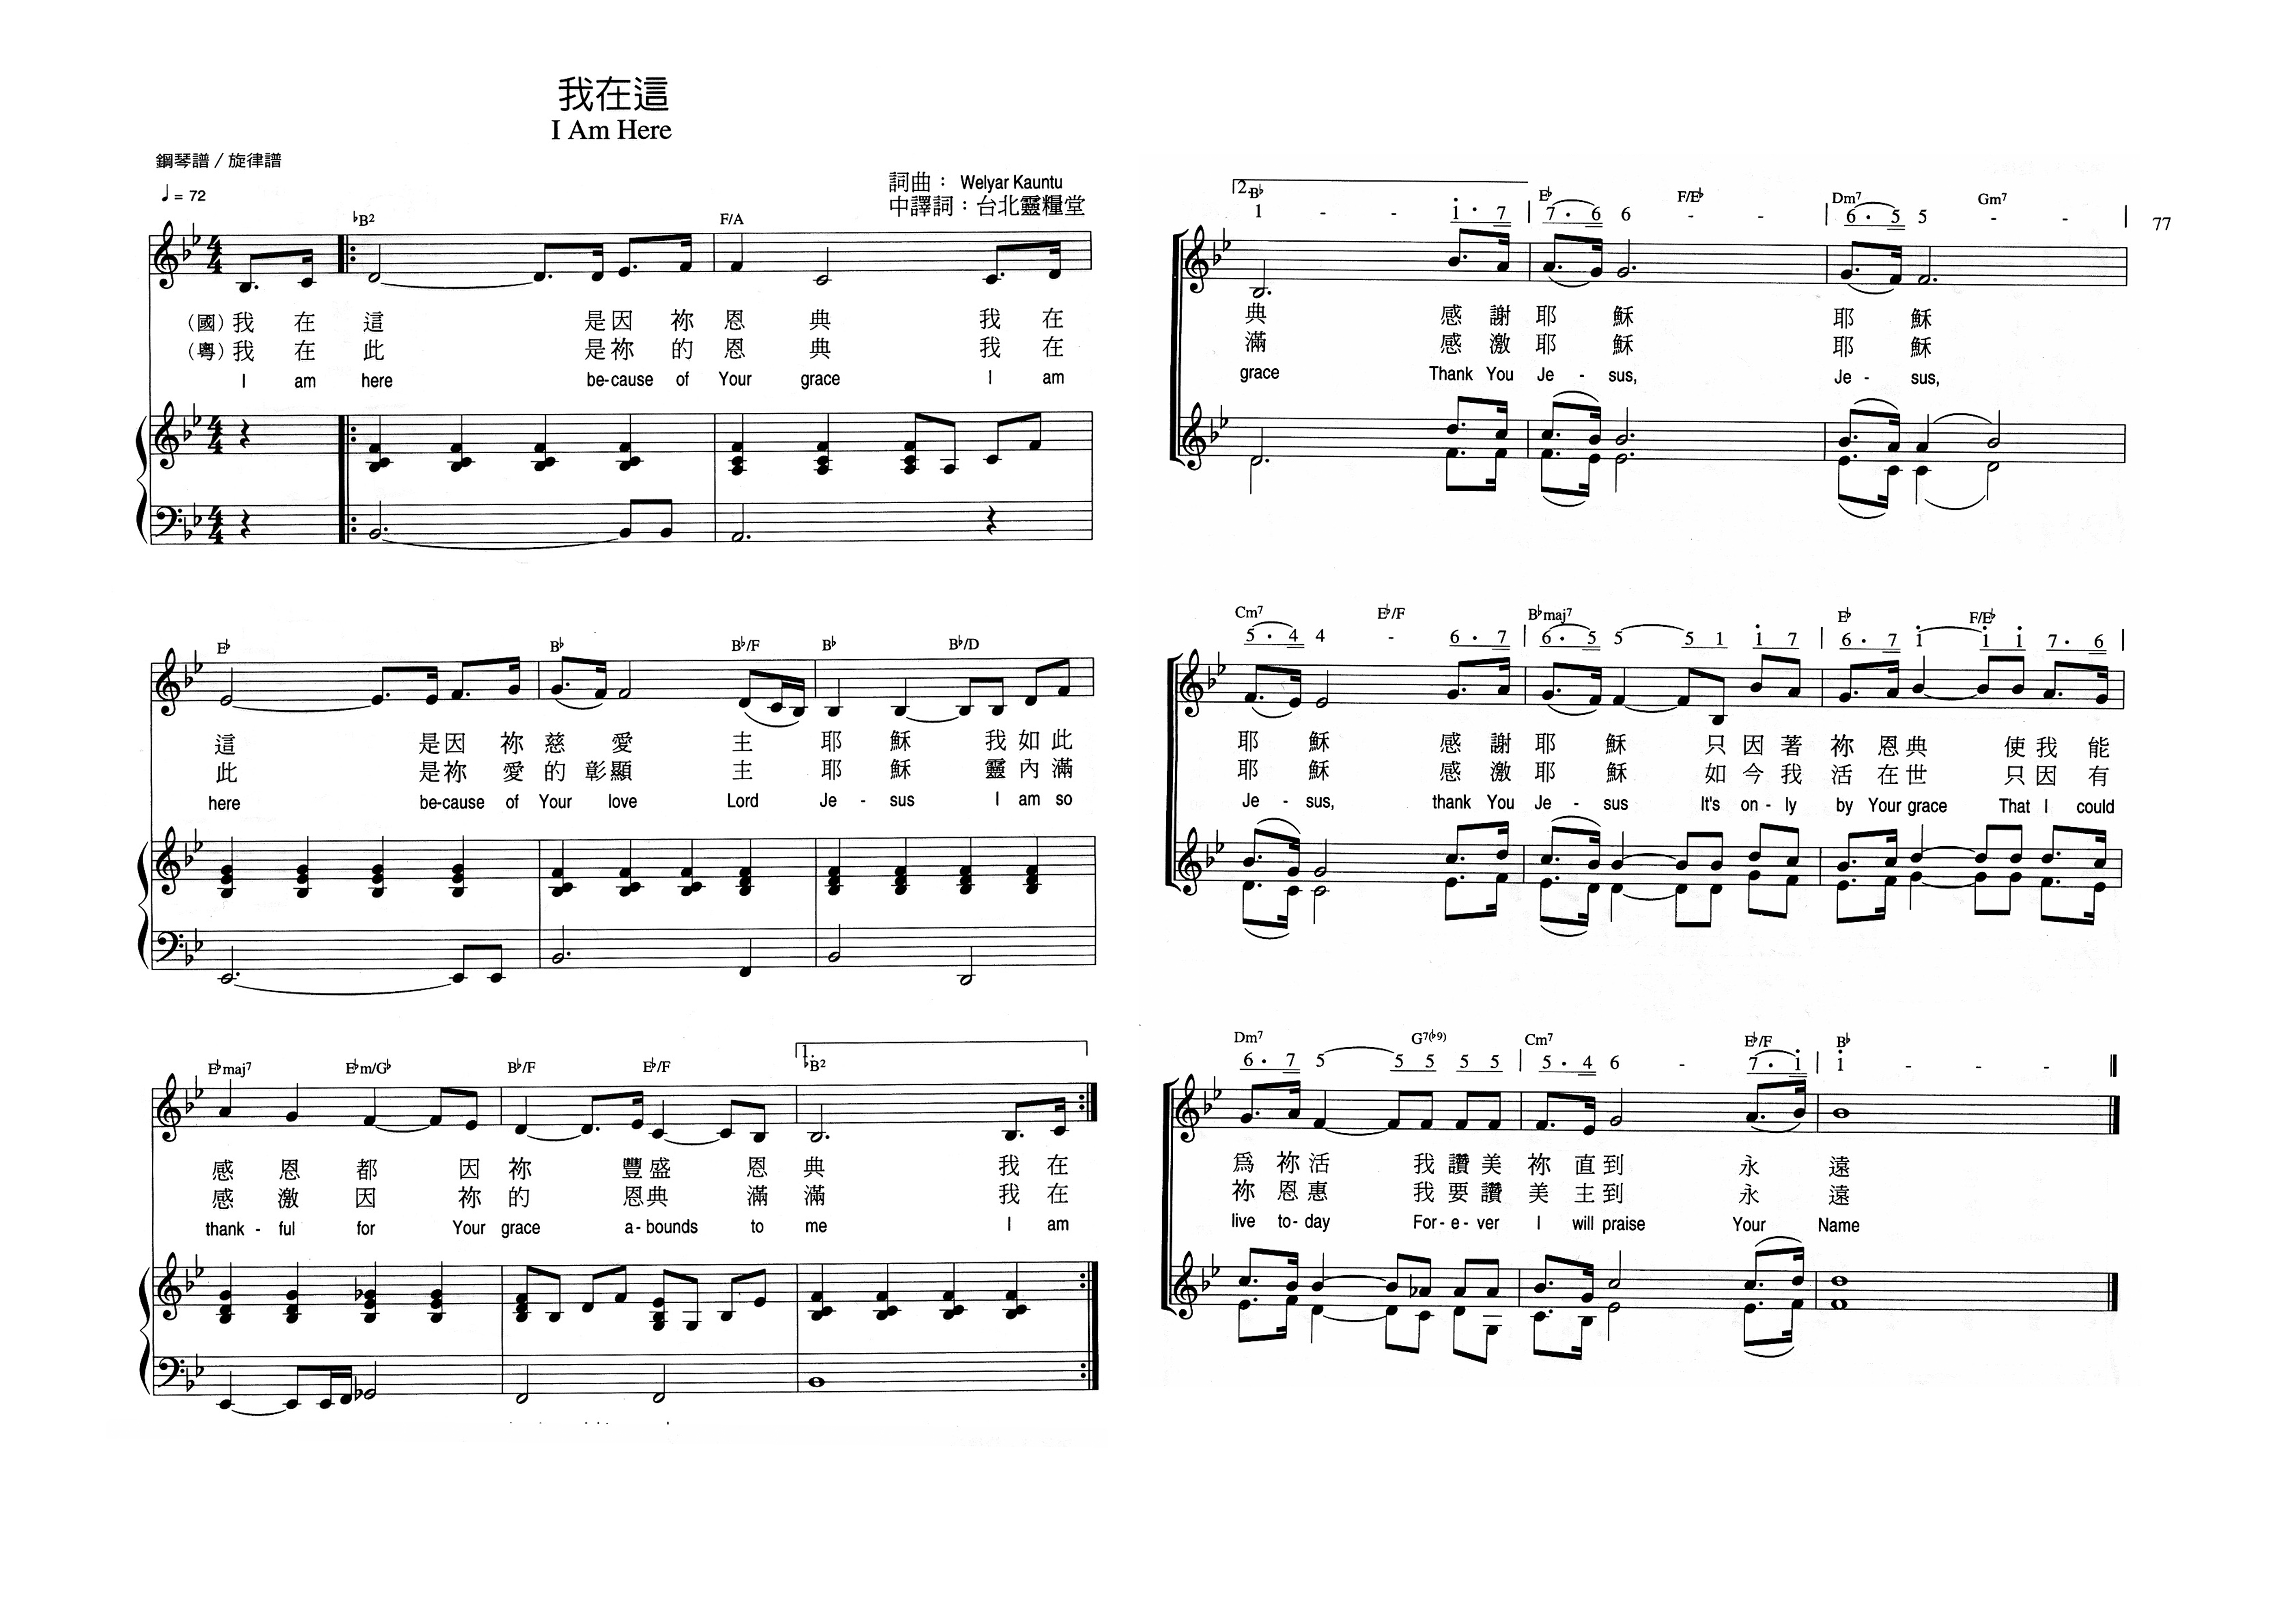 我在這
I Am Here
鋼琴譜 / 旋律譜
♩ = 72
詞曲： Welyar Kauntu
中譯詞：台北靈糧堂
♭B2 F/A
（國）我 在 這 是因 祢 恩 典 我 在
（粵）我 在 此 是祢 的 恩 典 我 在
I am here be-cause of Your grace I am
E♭ B♭ B♭/F B♭ B♭/D
這 是因 祢 慈 愛 主 耶 穌 我 如 此
此 是祢 愛 的 彰顯 主 耶 穌 靈 內 滿
here be-cause of Your love Lord Je - sus I am so
E♭maj7 E♭m/G♭ B♭/F E♭/F 1. ♭B2
感 恩 都 因 祢 豐盛 恩 典 我 在
感 激 因 祢 的 恩典 滿 滿 我 在
thank - ful for Your grace a-bounds to me I am
2. B♭ E♭ F/E♭ Dm7 Gm7
1 - - i· 7 | 7· 6 6 - - | 6· 5 5 - - |
77
典 感 謝 耶 穌 耶 穌
滿 感 激 耶 穌 耶 穌
grace Thank You Je - sus, Je - sus,
Cm7 E♭/F B♭maj7 E♭ F/E♭
5· 4 4 - 6· 7 | 6· 5 5 5 1 i 7 | 6· 7 i i i 7· 6 |
耶 穌 感 謝 耶 穌 只 因 著 祢 恩 典 使 我 能
耶 穌 感 激 耶 穌 如 今 我 活 在 世 只 因 有
Je - sus, thank You Je - sus It's on - ly by Your grace That I could
Dm7 G7(♭9) Cm7 E♭/F B♭
6· 7 5 5 5 5 5 | 5· 4 6 - 7· i | i - - - ‖
爲 祢 活 我 讚 美 祢 直 到 永 遠
祢 恩 惠 我 要 讚 美 主 到 永 遠
live to- day For- e - ver I will praise Your Name